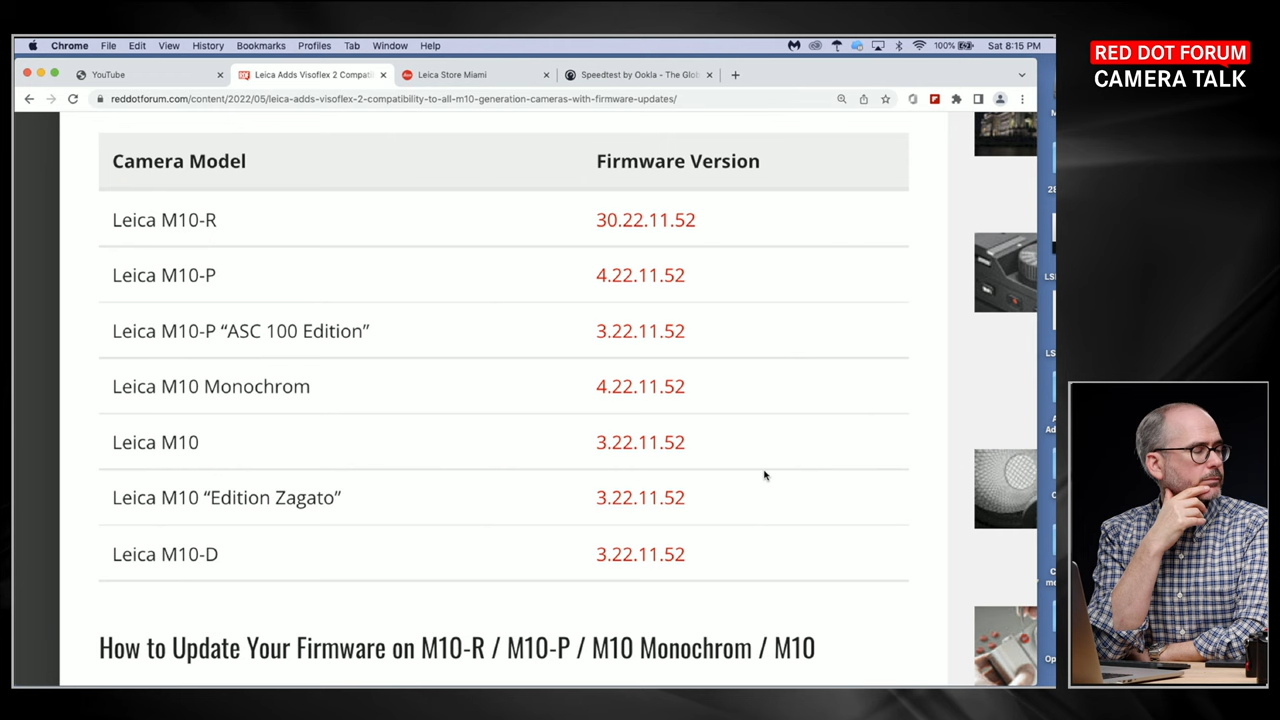 Chrome File Edit View History Bookmarks Profiles Tab Window Help 100% Sat 8:15 PM
RED DOT FORUM
CAMERA TALK
YouTube Leica Adds Visoflex 2 Compati Leica Store Miami Speedtest by Ookla - The Glo
reddotforum.com/content/2022/05/leica-adds-visoflex-2-compatibility-to-all-m10-generation-cameras-with-firmware-updates/
Camera Model Firmware Version
Leica M10-R 30.22.11.52
Leica M10-P 4.22.11.52
Leica M10-P “ASC 100 Edition” 3.22.11.52
Leica M10 Monochrom 4.22.11.52
Leica M10 3.22.11.52
Leica M10 “Edition Zagato” 3.22.11.52
Leica M10-D 3.22.11.52
How to Update Your Firmware on M10-R / M10-P / M10 Monochrom / M10